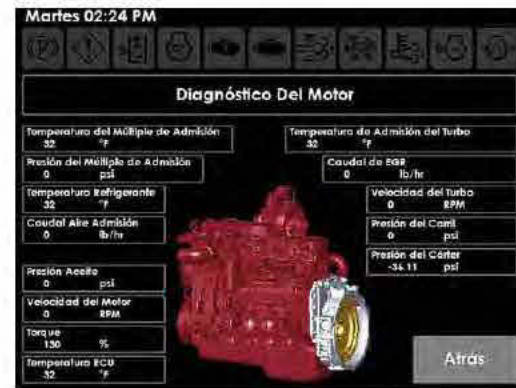 Martes 02:24 PM
Diagnóstico Del Motor
Temperatura del Múltiple de Admisión
32 °F
Presión del Múltiple de Admisión
0 psi
Temperatura Refrigerante
32 °F
Caudal Aire Admisión
0 lb/hr
Presión Aceite
0 psi
Velocidad del Motor
0 RPM
Torque
130 %
Temperatura ECU
32 °F
Temperatura de Admisión del Turbo
32 °F
Caudal de EGR
0 lb/hr
Velocidad del Turbo
0 RPM
Presión del Carril
0 psi
Presión del Cárter
-36.11 psi
Atrás